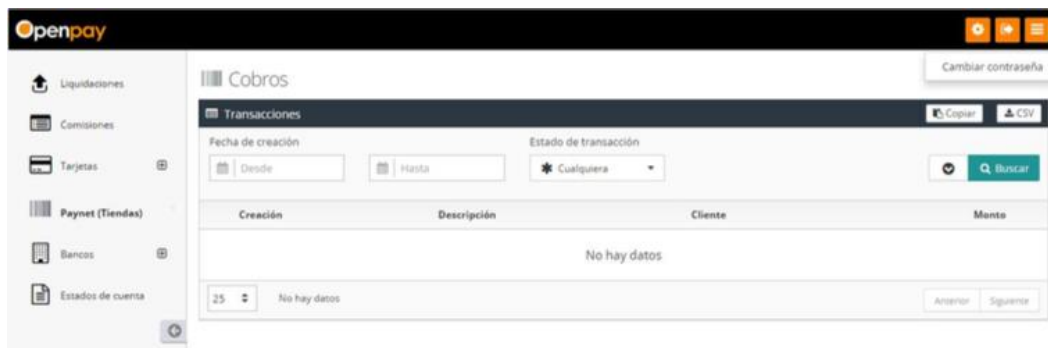 Openpay
Cambiar contraseña
Liquidaciones
Comisiones
Tarjetas
Paynet (Tiendas)
Bancos
Estados de cuenta
Cobros
Transacciones
Copiar
CSV
Fecha de creación
Estado de transacción
Desde
Hasta
Cualquiera
Buscar
Creación Descripción Cliente Monto
No hay datos
25 No hay datos
Anterior Siguiente